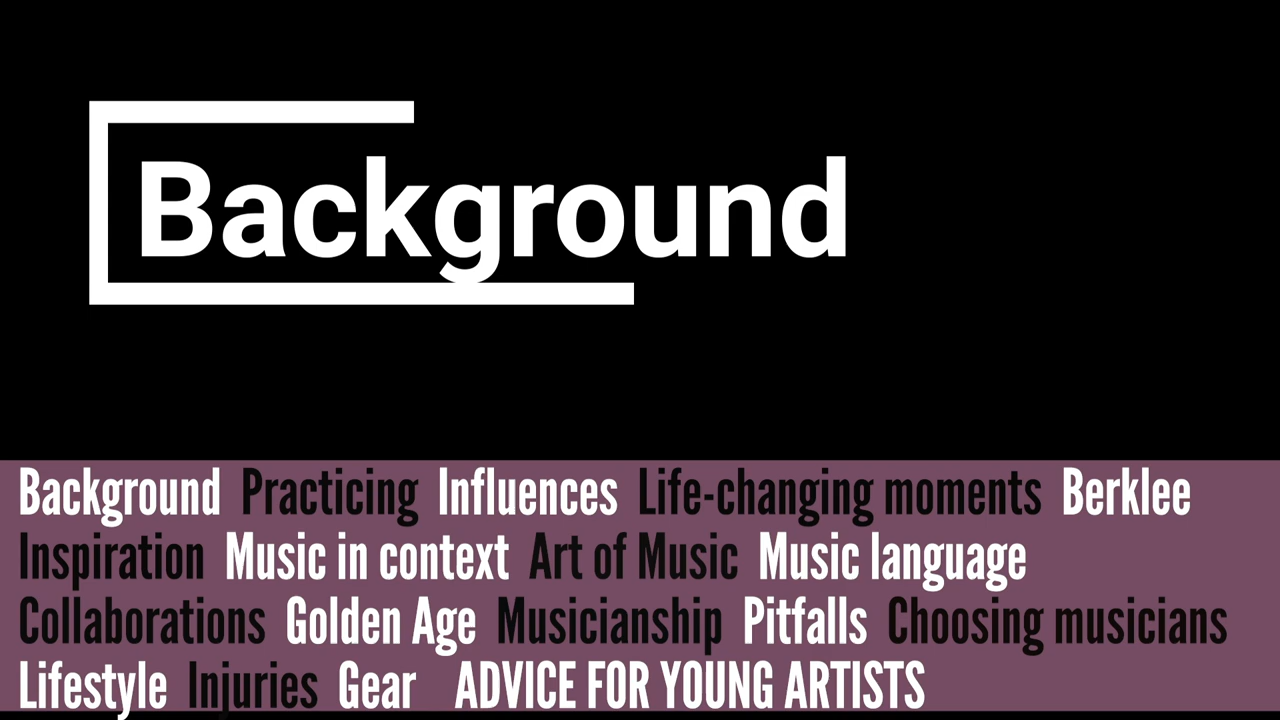 Background
Background Practicing Influences Life-changing moments Berklee
Inspiration Music in context Art of Music Music language
Collaborations Golden Age Musicianship Pitfalls Choosing musicians
Lifestyle Injuries Gear ADVICE FOR YOUNG ARTISTS